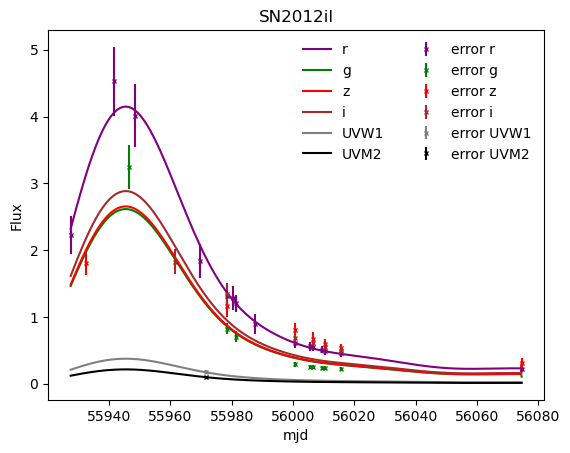 SN2012il
5
4
3
2
1
0
Flux
55940 55960 55980 56000 56020 56040 56060 56080
mjd
r error r
g error g
z error z
i error i
UVW1 error UVW1
UVM2 error UVM2